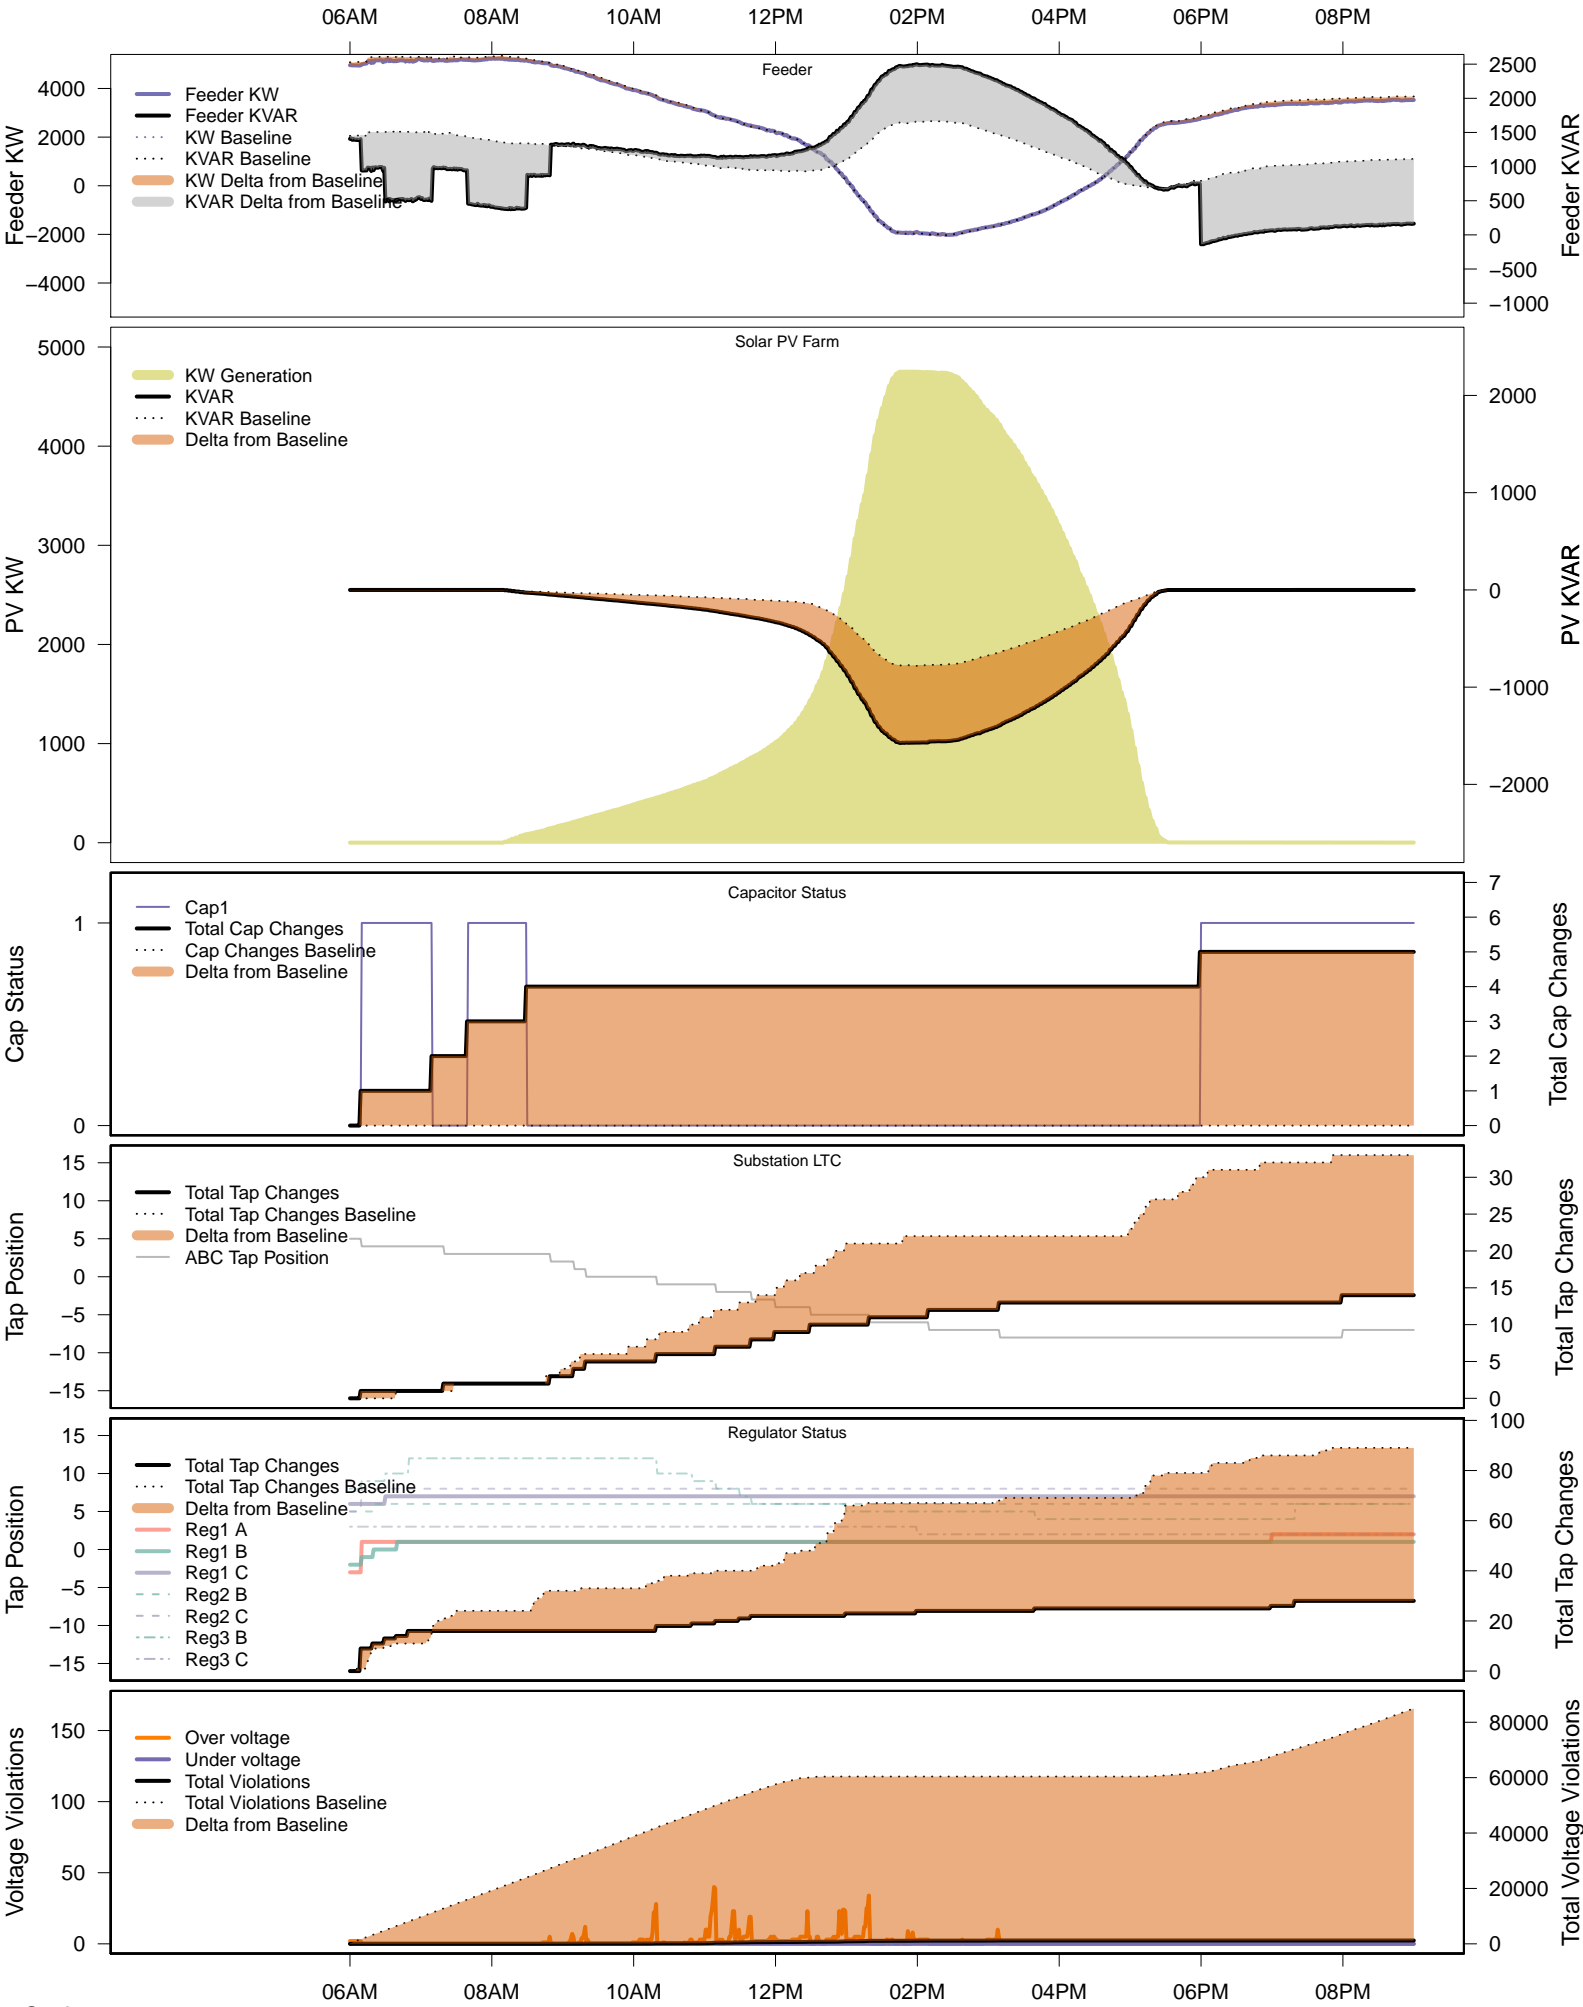 06AM 08AM 10AM 12PM 02PM 04PM 06PM 08PM
Feeder
Feeder KW
4000
2000
0
−2000
−4000
Feeder KW
Feeder KVAR
KW Baseline
KVAR Baseline
KW Delta from Baseline
KVAR Delta from Baseline
2500
2000
1500
1000
500
0
−500
−1000
Feeder KVAR
Solar PV Farm
PV KW
5000
4000
3000
2000
1000
0
KW Generation
KVAR
KVAR Baseline
Delta from Baseline
2000
1000
0
−1000
−2000
PV KVAR
Capacitor Status
Cap Status
1
0
Cap1
Total Cap Changes
Cap Changes Baseline
Delta from Baseline
7
6
5
4
3
2
1
0
Total Cap Changes
Substation LTC
Tap Position
15
10
5
0
−5
−10
−15
Total Tap Changes
Total Tap Changes Baseline
Delta from Baseline
ABC Tap Position
30
25
20
15
10
5
0
Total Tap Changes
Regulator Status
Tap Position
15
10
5
0
−5
−10
−15
Total Tap Changes
Total Tap Changes Baseline
Delta from Baseline
Reg1 A
Reg1 B
Reg1 C
Reg2 B
Reg2 C
Reg3 B
Reg3 C
100
80
60
40
20
0
Total Tap Changes
Voltage Violations
150
100
50
0
Over voltage
Under voltage
Total Violations
Total Violations Baseline
Delta from Baseline
80000
60000
40000
20000
0
Total Voltage Violations
06AM 08AM 10AM 12PM 02PM 04PM 06PM 08PM